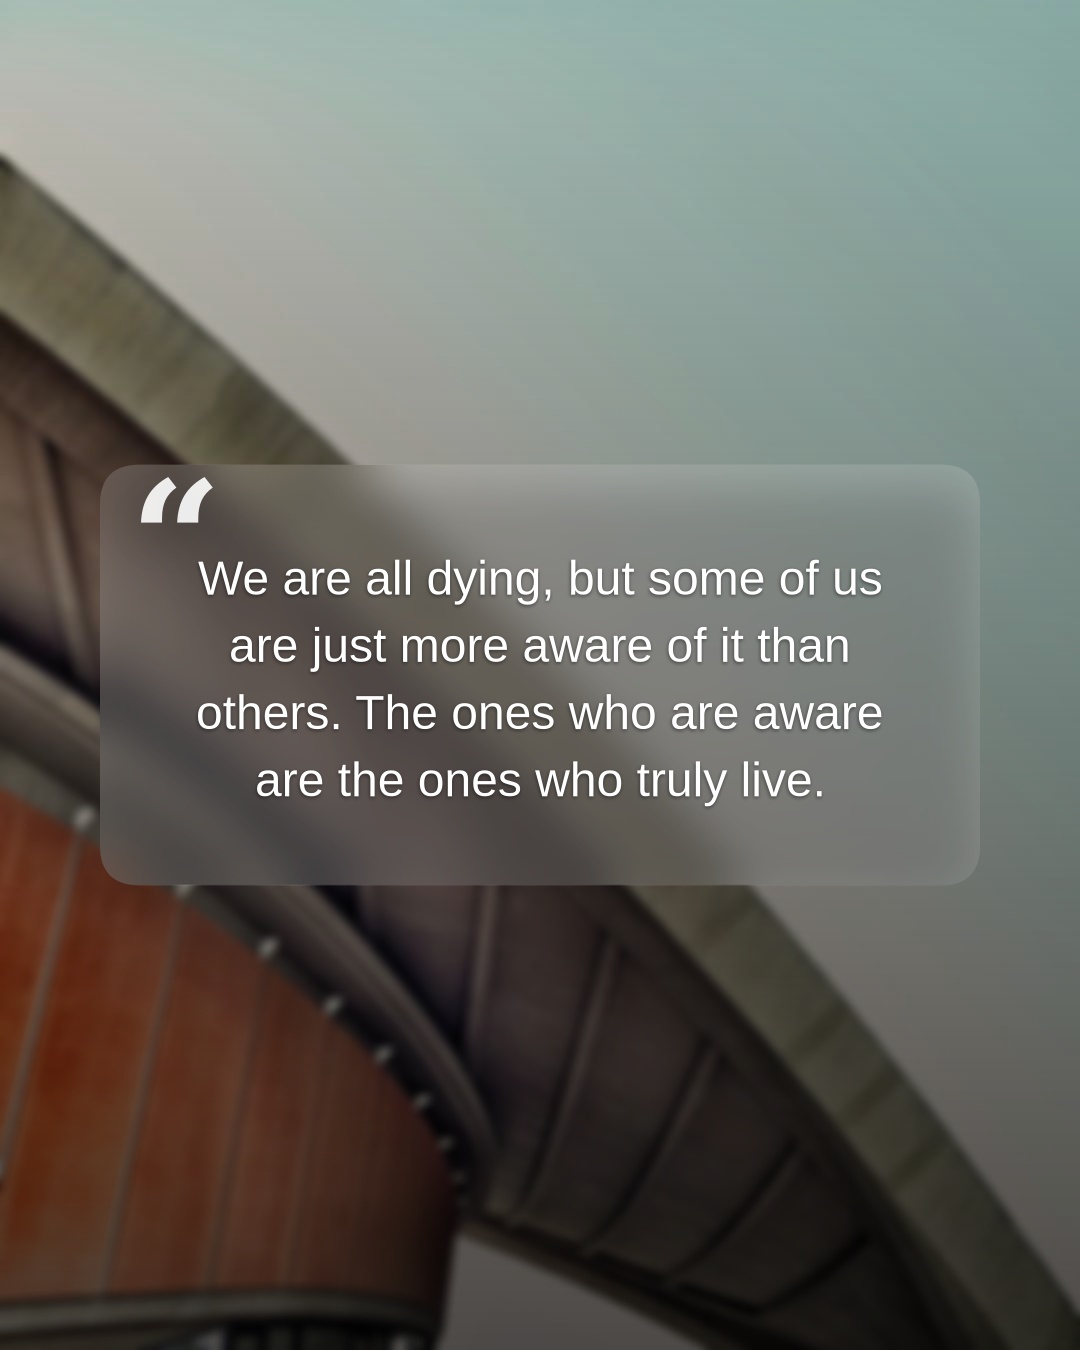 “
We are all dying, but some of us
are just more aware of it than
others. The ones who are aware
are the ones who truly live.